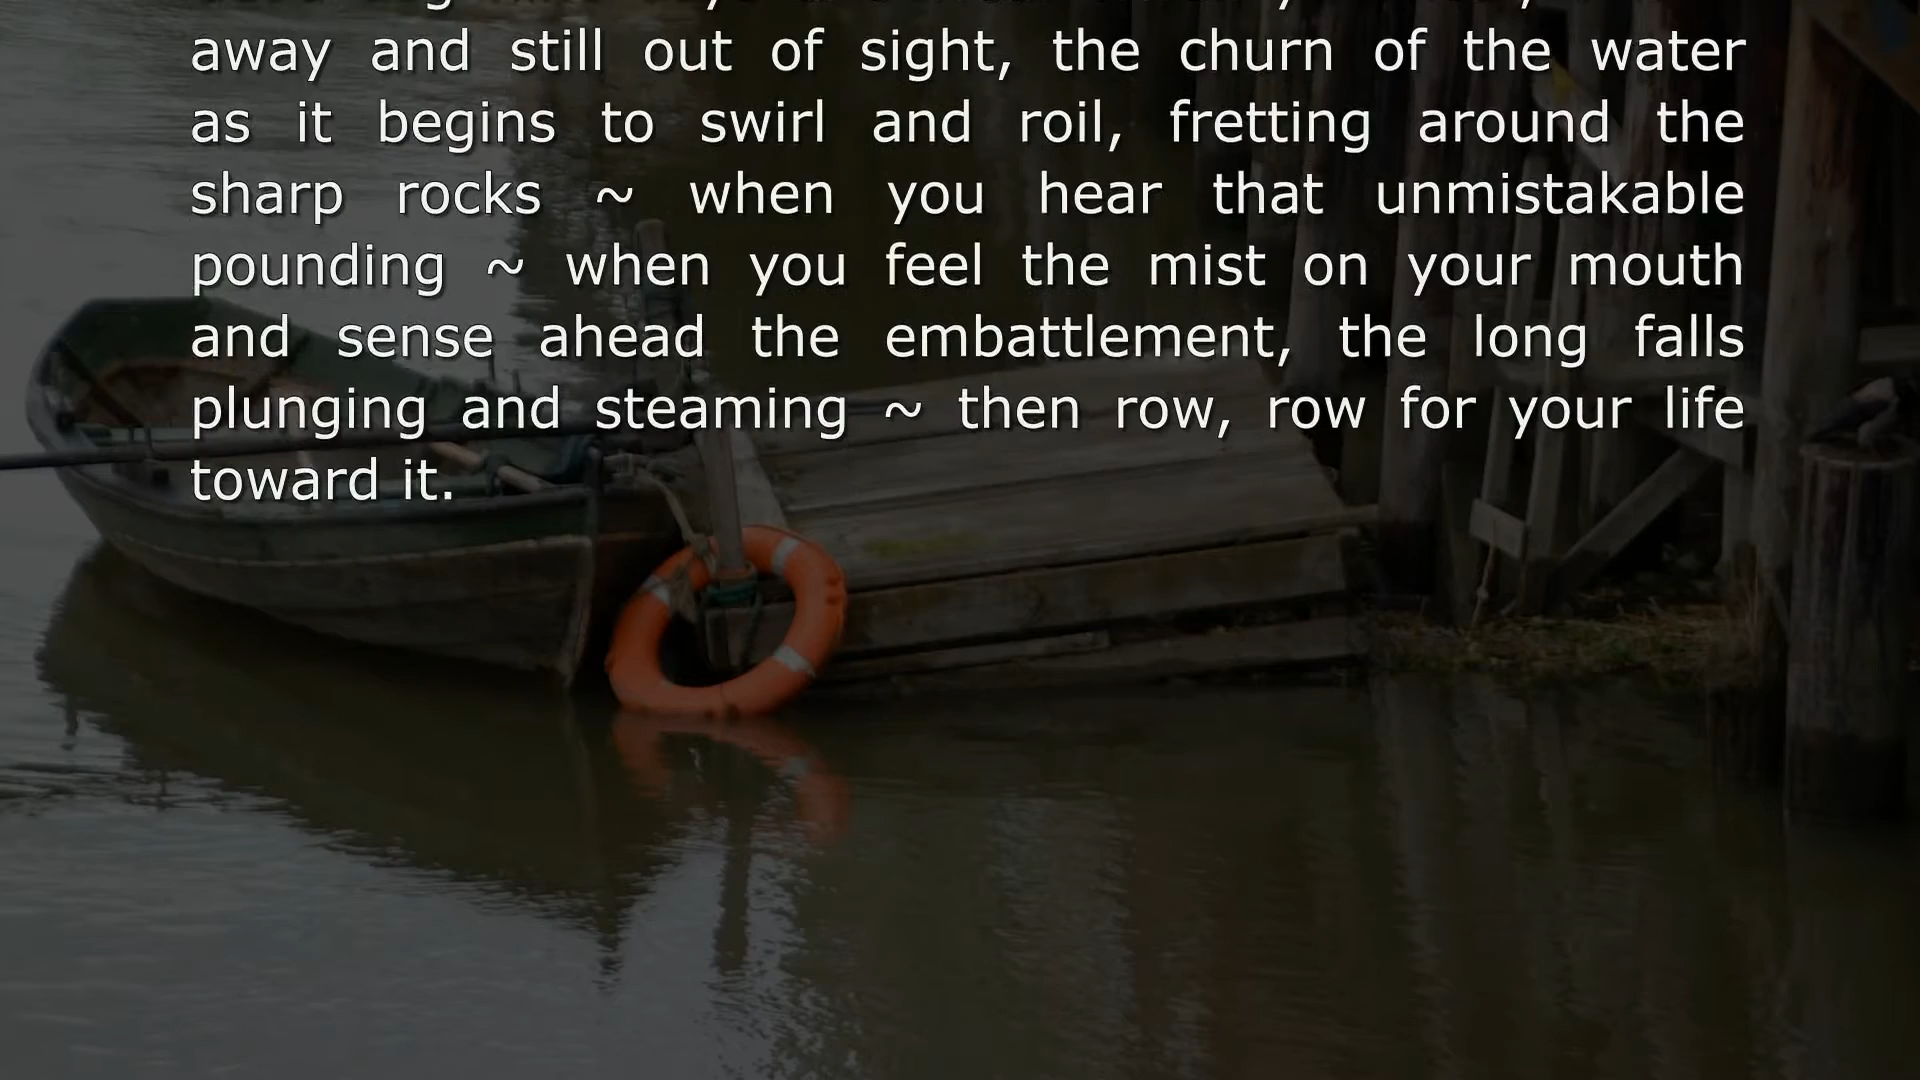 away and still out of sight, the churn of the water
as it begins to swirl and roil, fretting around the
sharp rocks ~ when you hear that unmistakable
pounding ~ when you feel the mist on your mouth
and sense ahead the embattlement, the long falls
plunging and steaming ~ then row, row for your life
toward it.